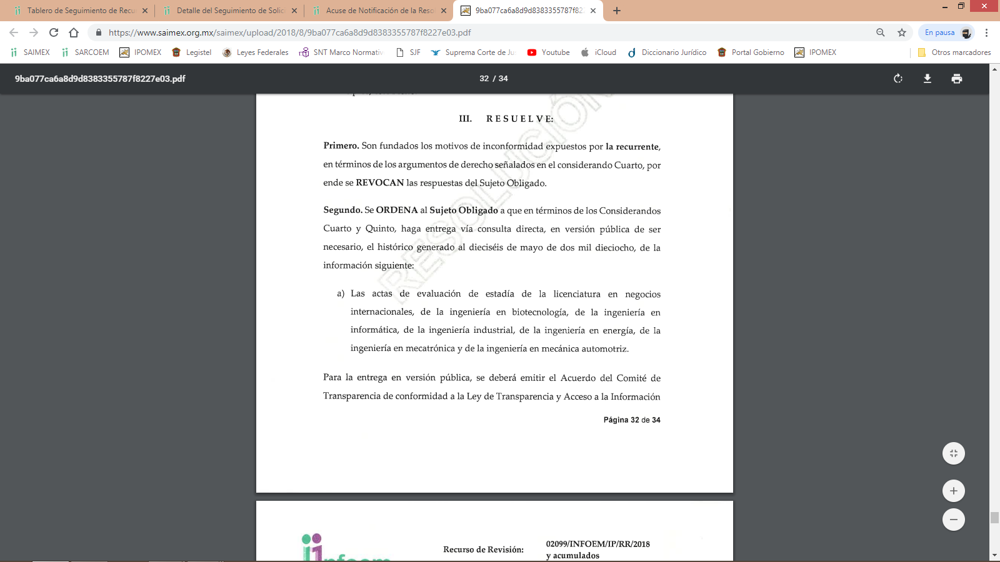 Tablero de Seguimiento de Recu
Detalle del Seguimiento de Solici
Acuse de Notificación de la Reso
9ba077ca6a8d9d8383355787f822
https://www.saimex.org.mx/saimex/upload/2018/8/9ba077ca6a8d9d8383355787f8227e03.pdf
En pausa
SAIMEX
SARCOEM
IPOMEX
Legistel
Leyes Federales
SNT Marco Normativ
SJF
Suprema Corte de Ju
Youtube
iCloud
Diccionario Jurídico
Portal Gobierno
IPOMEX
Otros marcadores
9ba077ca6a8d9d8383355787f8227e03.pdf
32 / 34
III. R E S U E L V E:
Primero. Son fundados los motivos de inconformidad expuestos por la recurrente,
en términos de los argumentos de derecho señalados en el considerando Cuarto, por
ende se REVOCAN las respuestas del Sujeto Obligado.
Segundo. Se ORDENA al Sujeto Obligado a que en términos de los Considerandos
Cuarto y Quinto, haga entrega vía consulta directa, en versión pública de ser
necesario, el histórico generado al dieciséis de mayo de dos mil dieciocho, de la
información siguiente:
a) Las actas de evaluación de estadía de la licenciatura en negocios
internacionales, de la ingeniería en biotecnología, de la ingeniería en
informática, de la ingeniería industrial, de la ingeniería en energía, de la
ingeniería en mecatrónica y de la ingeniería en mecánica automotriz.
Para la entrega en versión pública, se deberá emitir el Acuerdo del Comité de
Transparencia de conformidad a la Ley de Transparencia y Acceso a la Información
Página 32 de 34
RESOLUCIÓN
infoem
Recurso de Revisión:
02099/INFOEM/IP/RR/2018
y acumulados